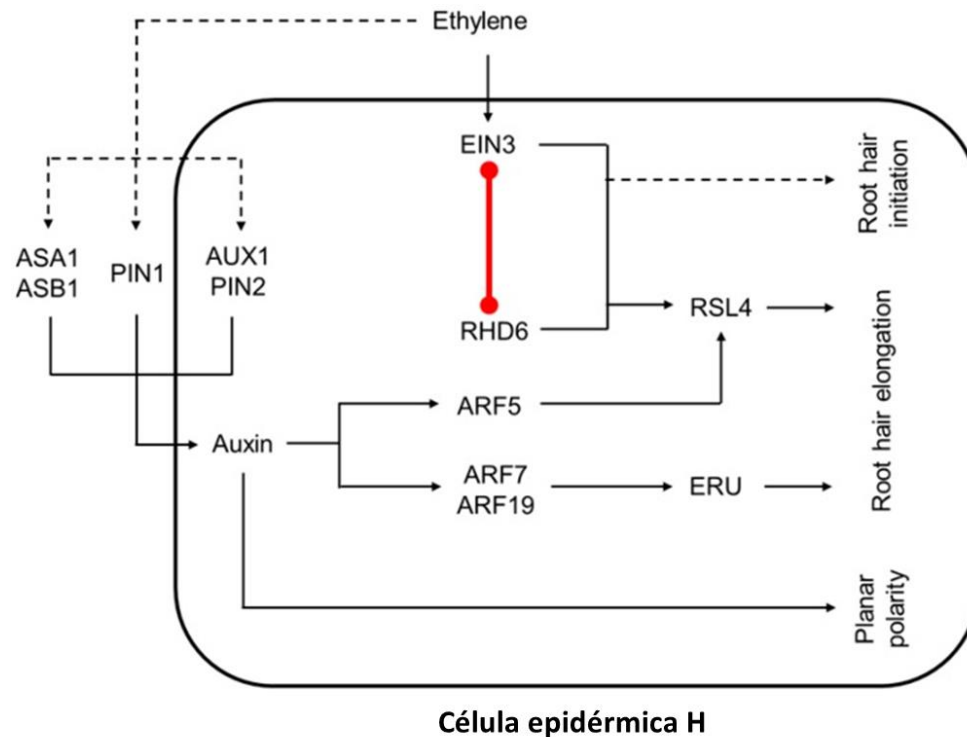 Ethylene
EIN3
Root hair
initiation
ASA1
ASB1
PIN1
AUX1
PIN2
RHD6
RSL4
Root hair elongation
ARF5
Auxin
ARF7
ARF19
ERU
Planar
polarity
Célula epidérmica H